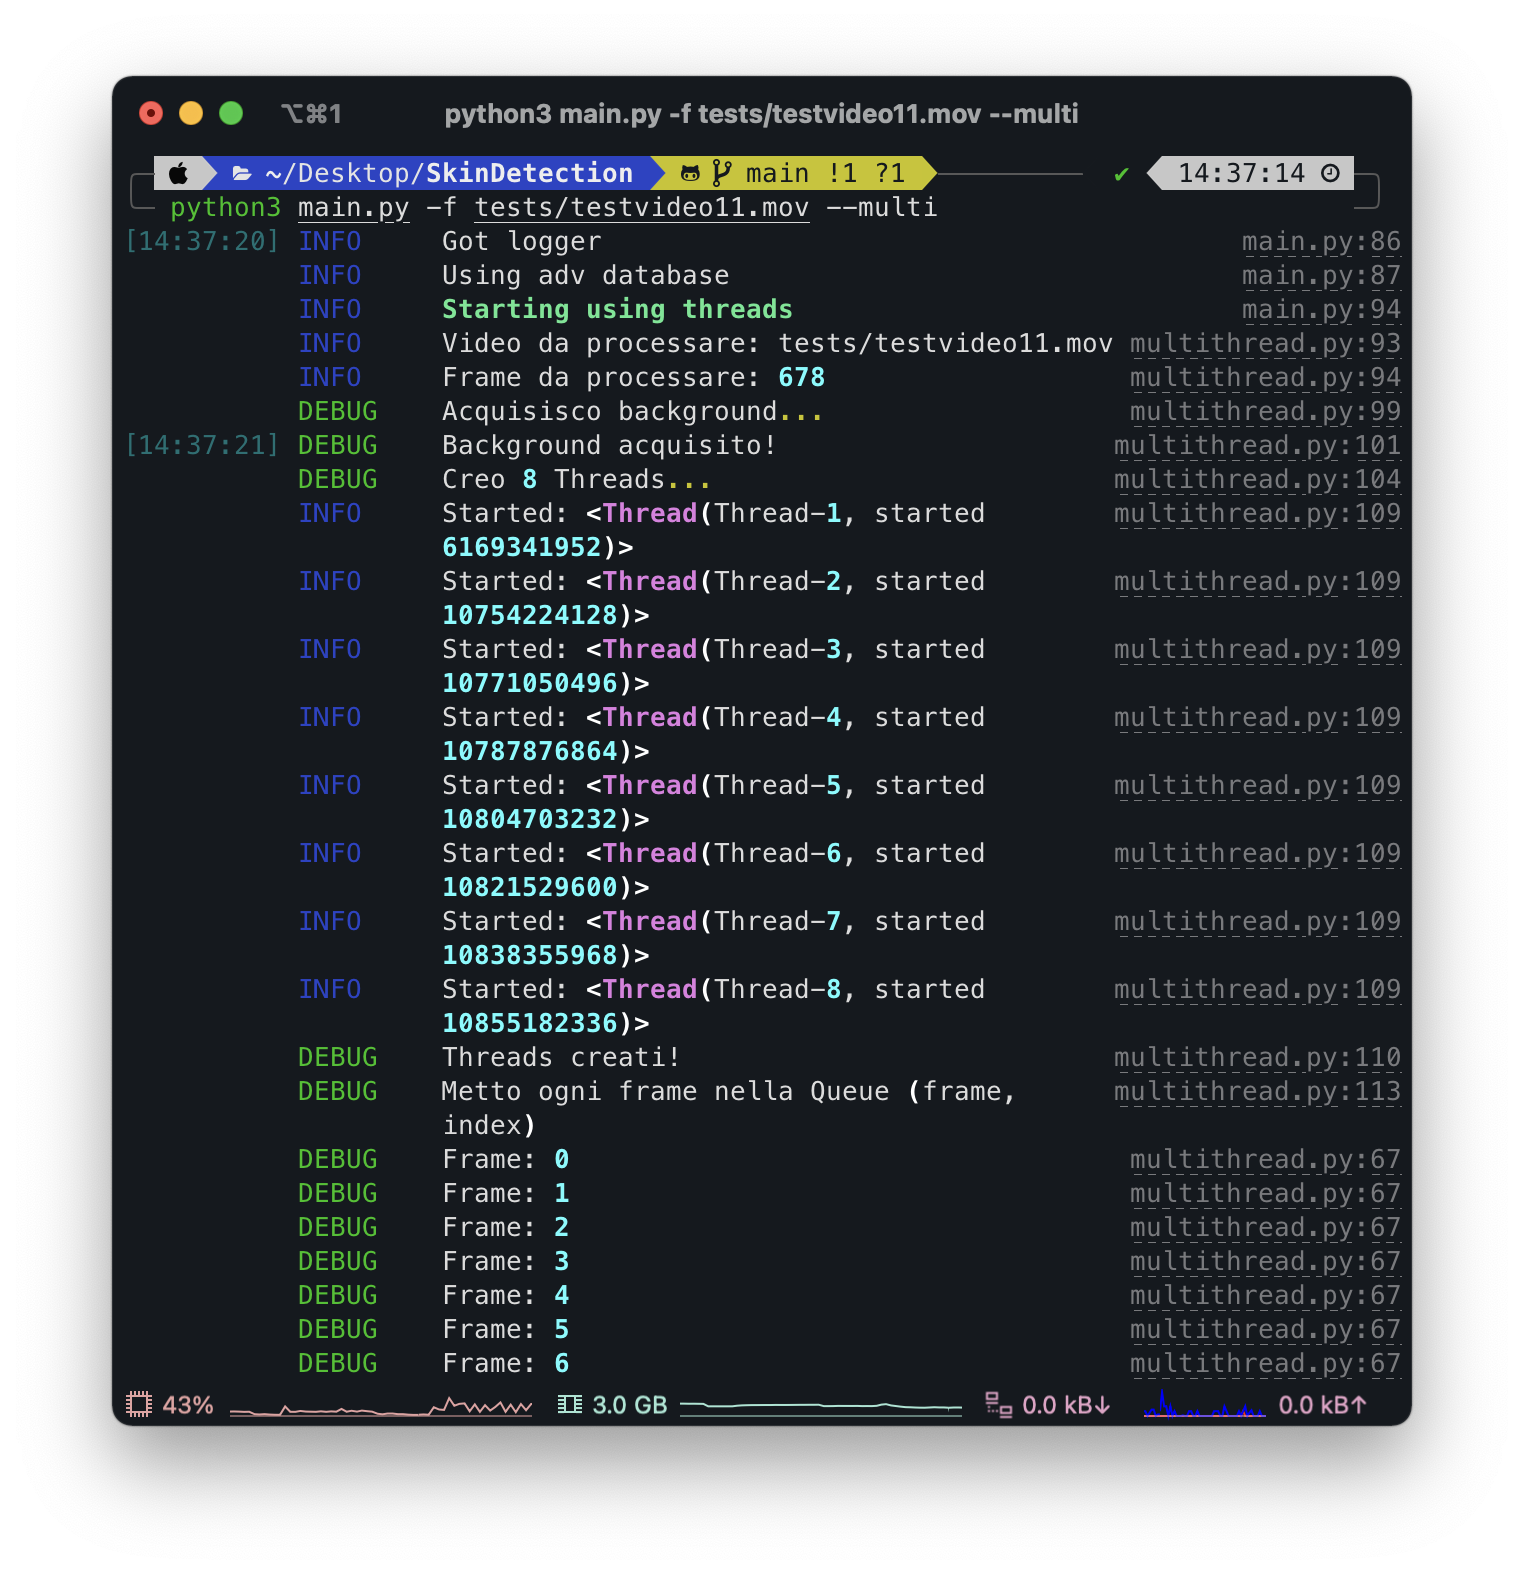 ⌥⌘1 python3 main.py -f tests/testvideo11.mov --multi
~/Desktop/SkinDetection main !1 ?1 ✔ 14:37:14
python3 main.py -f tests/testvideo11.mov --multi
[14:37:20] INFO Got logger main.py:86
INFO Using adv database main.py:87
INFO Starting using threads main.py:94
INFO Video da processare: tests/testvideo11.mov multithread.py:93
INFO Frame da processare: 678 multithread.py:94
DEBUG Acquisisco background... multithread.py:99
[14:37:21] DEBUG Background acquisito! multithread.py:101
DEBUG Creo 8 Threads... multithread.py:104
INFO Started: <Thread(Thread-1, started multithread.py:109
6169341952)>
INFO Started: <Thread(Thread-2, started multithread.py:109
10754224128)>
INFO Started: <Thread(Thread-3, started multithread.py:109
10771050496)>
INFO Started: <Thread(Thread-4, started multithread.py:109
10787876864)>
INFO Started: <Thread(Thread-5, started multithread.py:109
10804703232)>
INFO Started: <Thread(Thread-6, started multithread.py:109
10821529600)>
INFO Started: <Thread(Thread-7, started multithread.py:109
10838355968)>
INFO Started: <Thread(Thread-8, started multithread.py:109
10855182336)>
DEBUG Threads creati! multithread.py:110
DEBUG Metto ogni frame nella Queue (frame, multithread.py:113
index)
DEBUG Frame: 0 multithread.py:67
DEBUG Frame: 1 multithread.py:67
DEBUG Frame: 2 multithread.py:67
DEBUG Frame: 3 multithread.py:67
DEBUG Frame: 4 multithread.py:67
DEBUG Frame: 5 multithread.py:67
DEBUG Frame: 6 multithread.py:67
43% 3.0 GB 0.0 kB↓ 0.0 kB↑